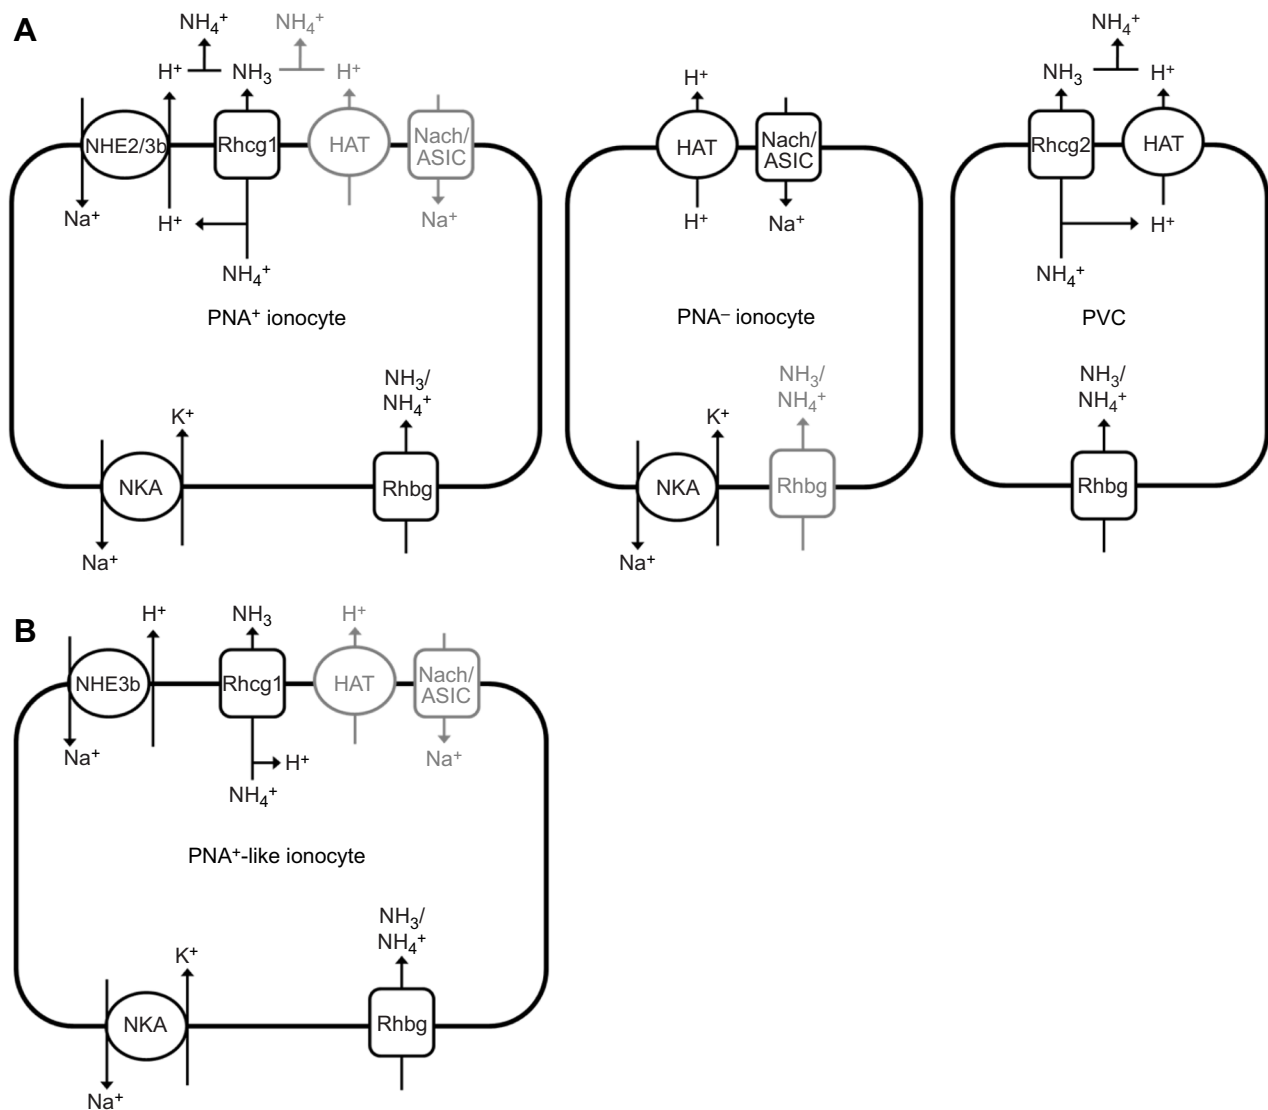 A
NH₄⁺ NH₄⁺
H⁺ NH₃ H⁺
NHE2/3b Rhcg1 HAT Nach/
ASIC
Na⁺ H⁺ Na⁺
NH₄⁺
PNA⁺ ionocyte
NH₃/
NH₄⁺
K⁺
NKA Rhbg
Na⁺
H⁺
HAT Nach/
ASIC
H⁺ Na⁺
PNA⁻ ionocyte
NH₃/
NH₄⁺
K⁺
NKA Rhbg
Na⁺
NH₄⁺
NH₃ H⁺
Rhcg2 HAT
H⁺
NH₄⁺
PVC
NH₃/
NH₄⁺
Rhbg
B
H⁺ NH₃ H⁺
NHE3b Rhcg1 HAT Nach/
ASIC
Na⁺ H⁺ Na⁺
NH₄⁺
PNA⁺-like ionocyte
NH₃/
NH₄⁺
K⁺
NKA Rhbg
Na⁺